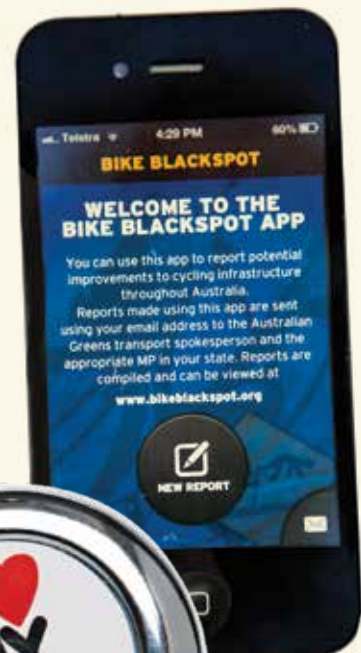 Telstra 4:29 PM 60%
BIKE BLACKSPOT
WELCOME TO THE
BIKE BLACKSPOT APP
You can use this app to report potential
improvements to cycling infrastructure
throughout Australia.
Reports made using this app are sent
using your email address to the Australian
Greens transport spokesperson and the
appropriate MP in your state. Reports are
compiled and can be viewed at
www.bikeblackspot.org
NEW REPORT